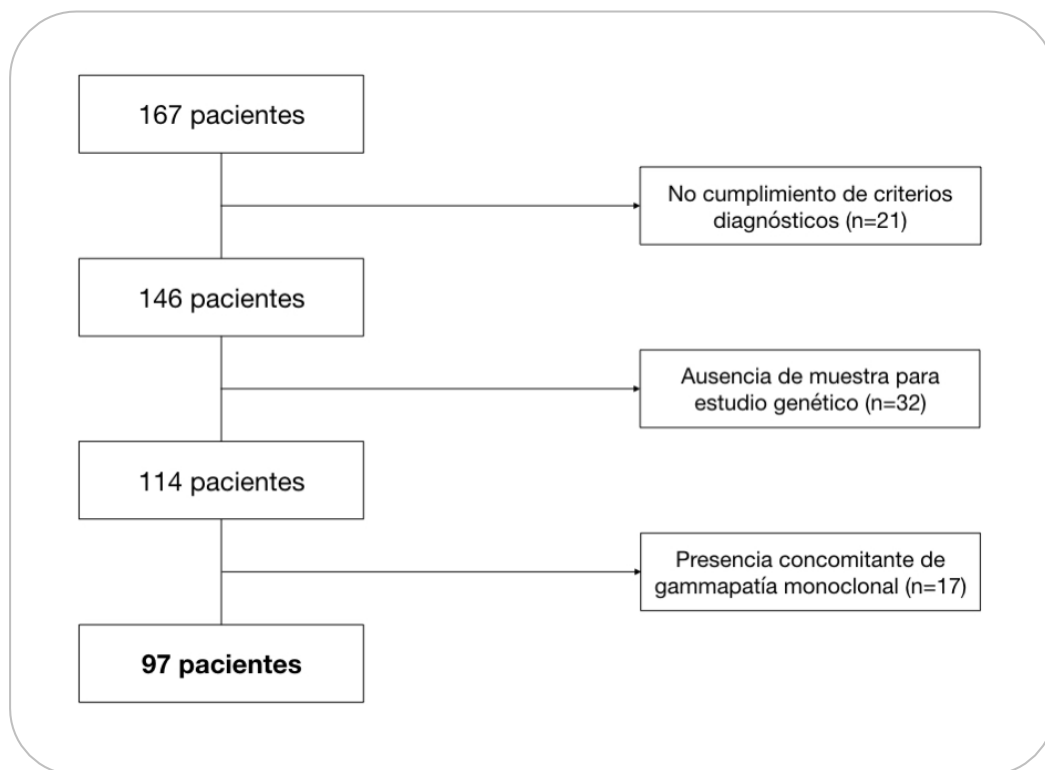 167 pacientes
No cumplimiento de criterios
diagnósticos (n=21)
146 pacientes
Ausencia de muestra para
estudio genético (n=32)
114 pacientes
Presencia concomitante de
gammapatía monoclonal (n=17)
97 pacientes